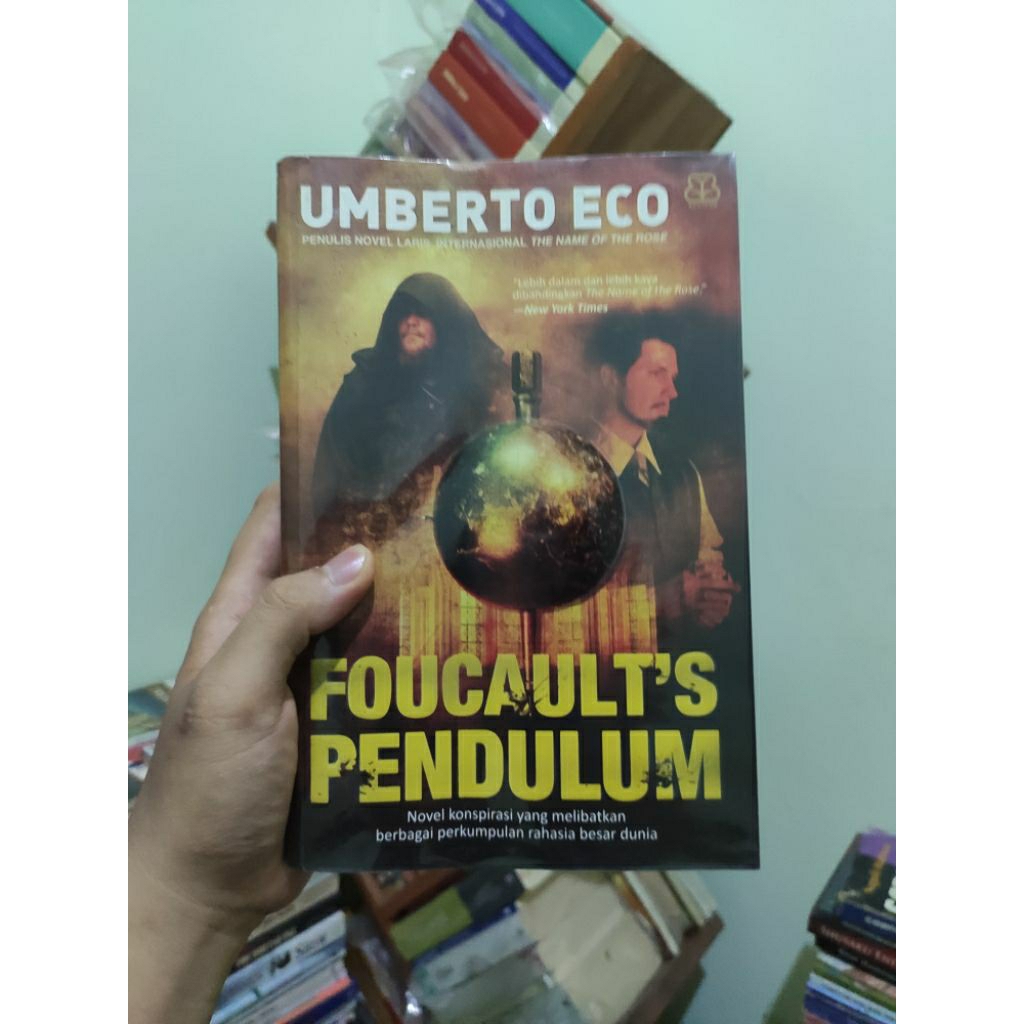 UMBERTO ECO
PENULIS NOVEL LARIS INTERNASIONAL THE NAME OF THE ROSE
"Lebih dalam dan lebih kaya
dibandingkan The Name of the Rose."
—New York Times
FOUCAULT'S
PENDULUM
Novel konspirasi yang melibatkan
berbagai perkumpulan rahasia besar dunia